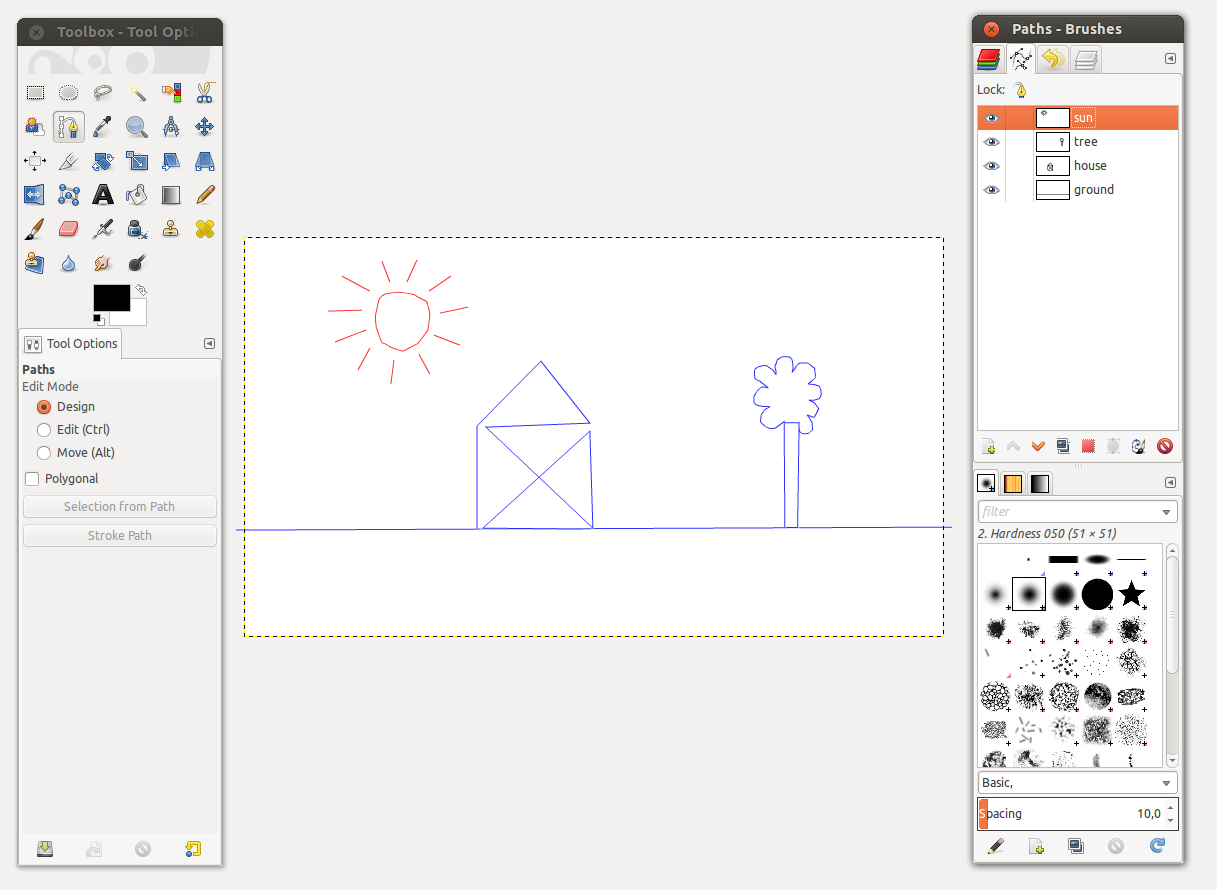 Toolbox - Tool Opti
Tool Options
Paths
Edit Mode
Design
Edit (Ctrl)
Move (Alt)
Polygonal
Selection from Path
Stroke Path
Paths - Brushes
Lock:
sun
tree
house
ground
filter
2. Hardness 050 (51 × 51)
Basic,
Spacing 10,0